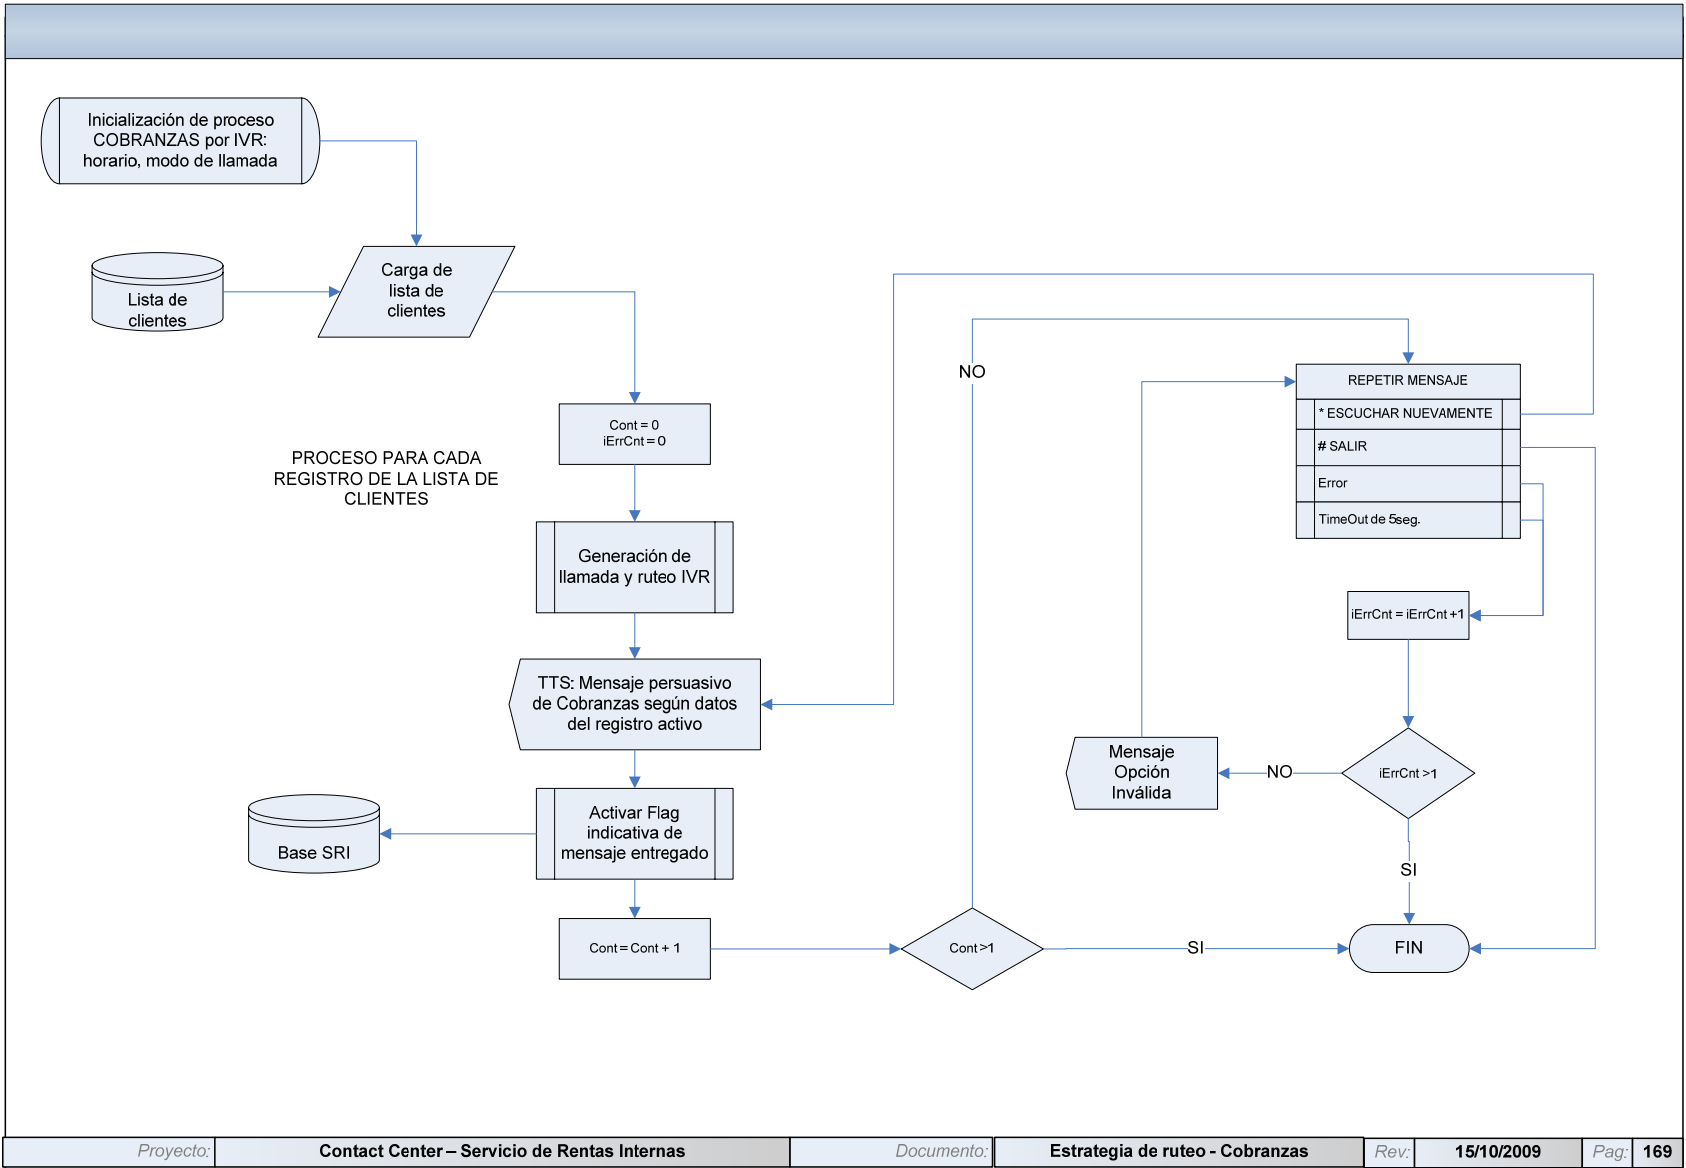 Inicialización de proceso
COBRANZAS por IVR:
horario, modo de llamada
Lista de
clientes
Carga de
lista de
clientes
PROCESO PARA CADA
REGISTRO DE LA LISTA DE
CLIENTES
Cont = 0
iErrCnt = 0
Generación de
llamada y ruteo IVR
TTS: Mensaje persuasivo
de Cobranzas según datos
del registro activo
Activar Flag
indicativa de
mensaje entregado
Base SRI
Cont = Cont + 1
Cont >1
NO
SI
REPETIR MENSAJE
* ESCUCHAR NUEVAMENTE
# SALIR
Error
TimeOut de 5seg.
iErrCnt = iErrCnt +1
iErrCnt >1
NO
Mensaje
Opción
Inválida
SI
FIN
Proyecto: Contact Center – Servicio de Rentas Internas Documento: Estrategia de ruteo - Cobranzas Rev: 15/10/2009 Pag: 169